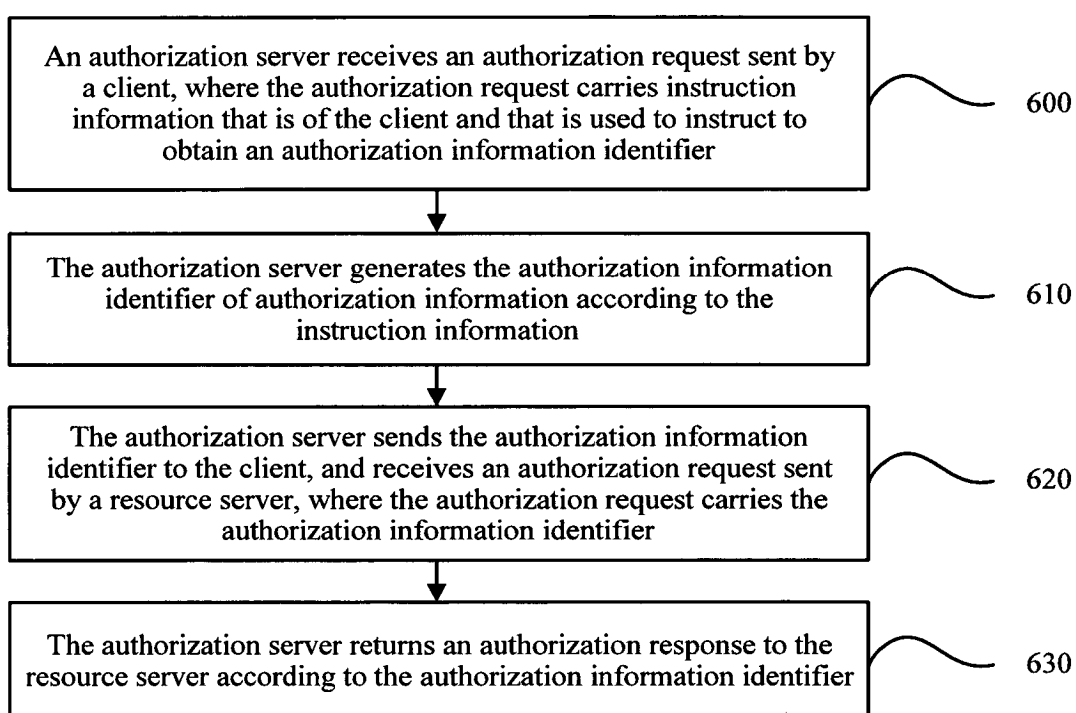 An authorization server receives an authorization request sent by
a client, where the authorization request carries instruction
information that is of the client and that is used to instruct to
obtain an authorization information identifier
600
The authorization server generates the authorization information
identifier of authorization information according to the
instruction information
610
The authorization server sends the authorization information
identifier to the client, and receives an authorization request sent
by a resource server, where the authorization request carries the
authorization information identifier
620
The authorization server returns an authorization response to the
resource server according to the authorization information identifier
630